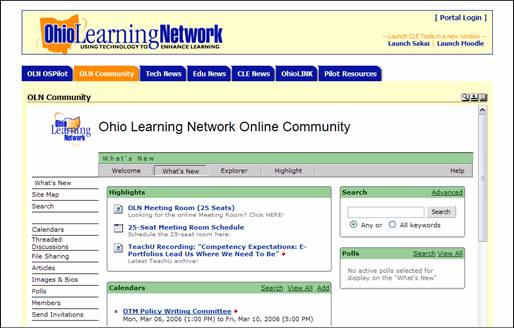 [ Portal Login ]
OhioLearningNetwork
USING TECHNOLOGY TO ENHANCE LEARNING
-- Launch CLE Tools in a new window --
Launch Sakai | Launch Moodle
OLN OSPilot OLN Community Tech News Edu News CLE News OhioLINK Pilot Resources
OLN Community
Ohio Learning Network
Ohio Learning Network Online Community
What's New
Welcome What's New Explorer Highlight Help
What's New
Site Map
Search
Calendars
Threaded
Discussions
File Sharing
Articles
Images & Bios
Polls
Members
Send Invitations
Highlights
OLN Meeting Room (25 Seats)
Looking for the online Meeting Room? Click HERE!
25-Seat Meeting Room Schedule
Schedule the 25-seat room here.
TeachU Recording: "Competency Expectations: E-
Portfolios Lead Us Where We Need To Be"
Latest TeachU archive!
Calendars Search View All Add
OTM Policy Writing Committee
Mon, Mar 06, 2006 (1:00 PM) to Fri, Mar 10, 2006 (5:00 PM)
Search Advanced
Search
Any or All keywords
Polls Search View All
No active polls selected for
display on the "What's New"